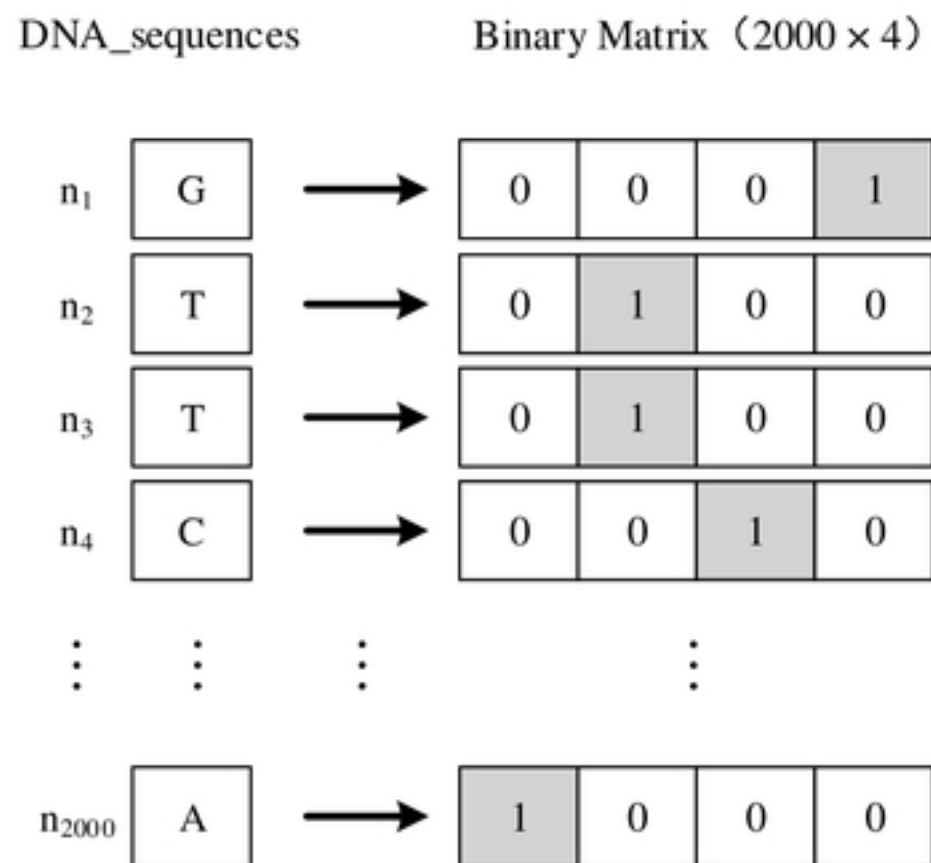 DNA_sequences Binary Matrix（2000 × 4）
n₁ G 0 0 0 1
n₂ T 0 1 0 0
n₃ T 0 1 0 0
n₄ C 0 0 1 0
⋮ ⋮ ⋮ ⋮
n₂₀₀₀ A 1 0 0 0